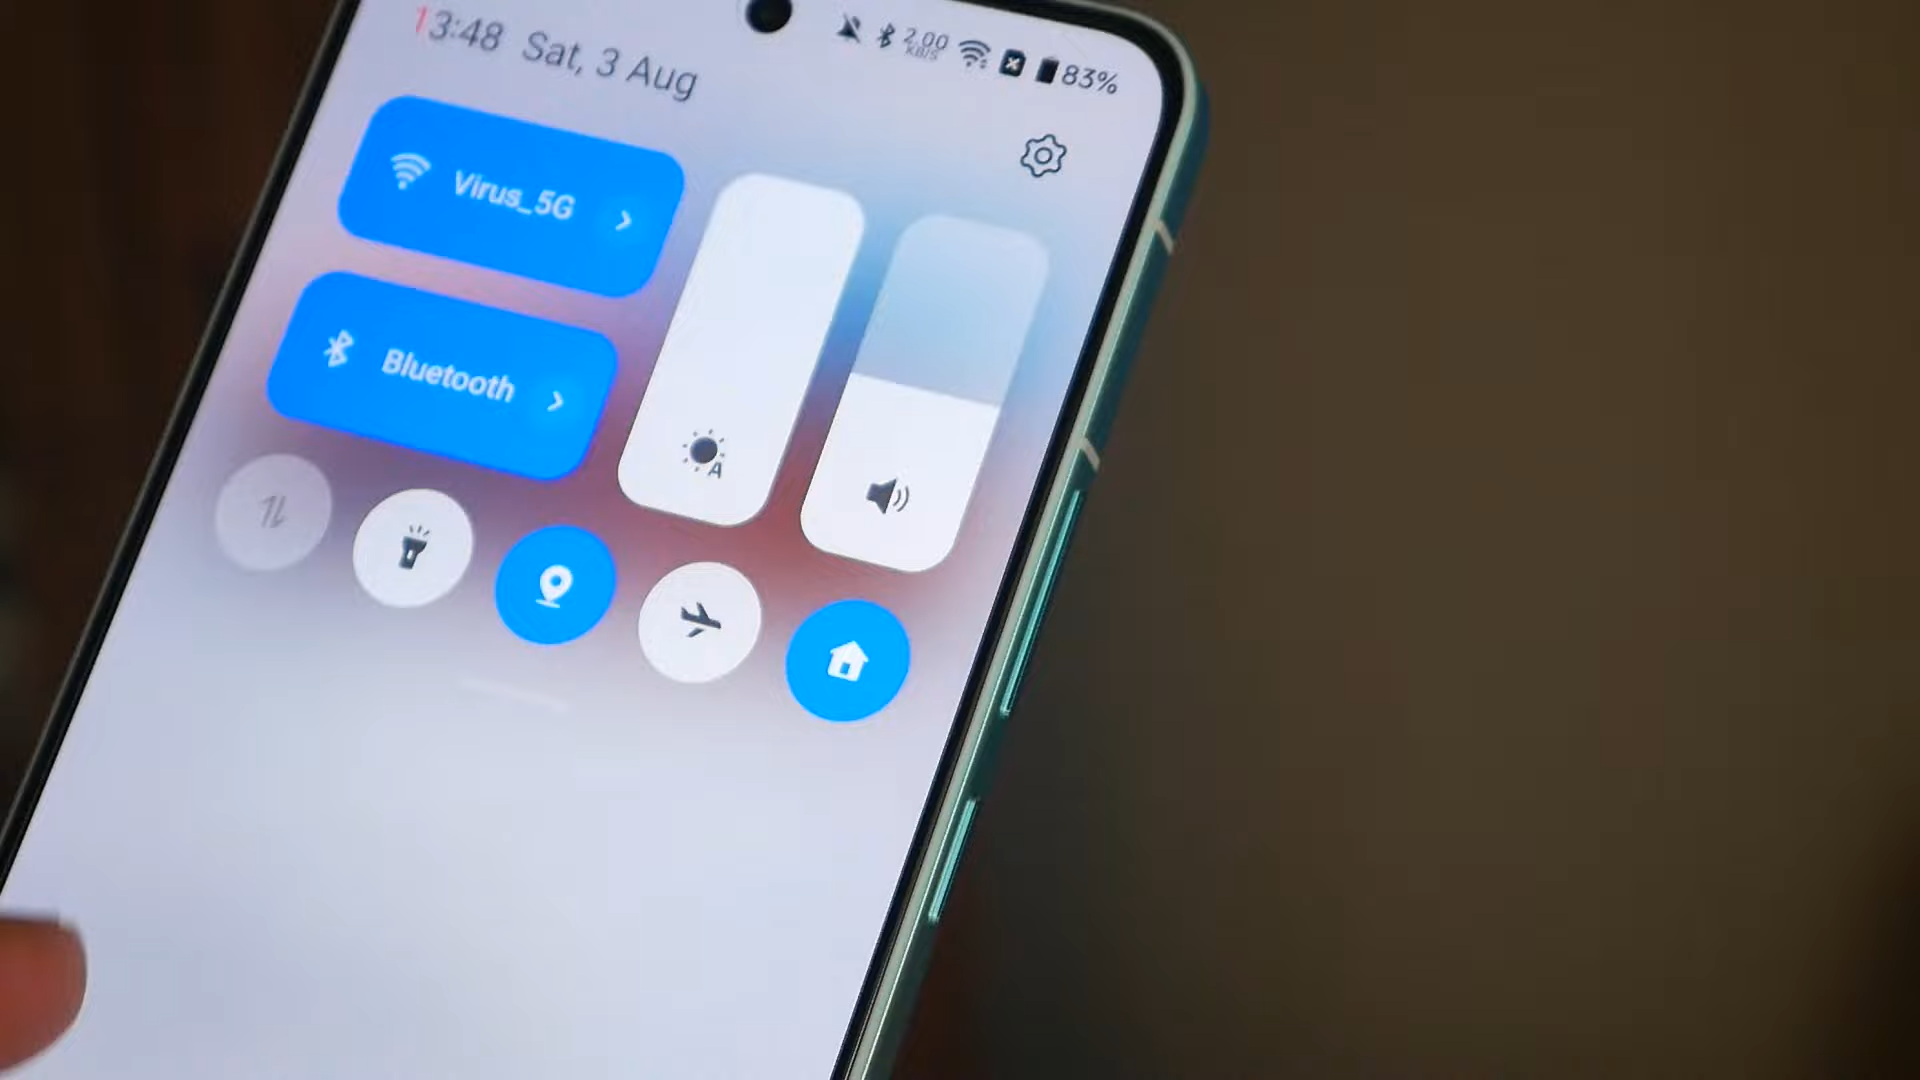 13:48 Sat, 3 Aug
2.00
KB/S
83%
Virus_5G
Bluetooth
A